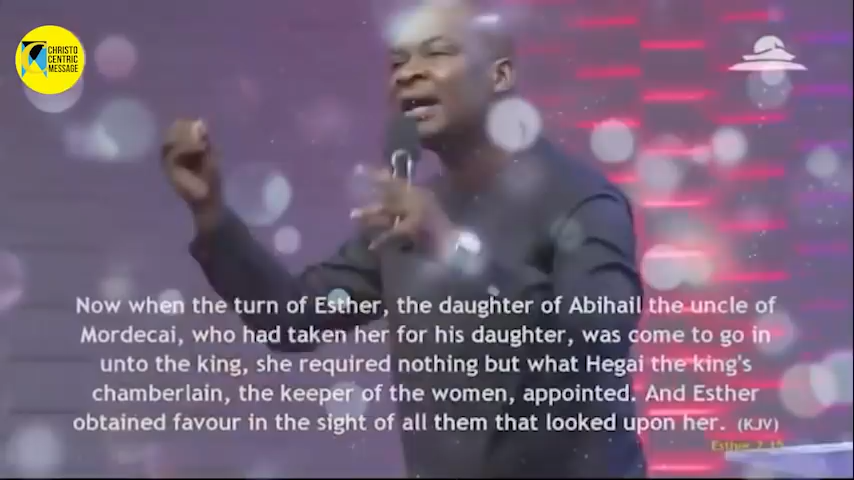 CHRISTO
CENTRIC
MESSAGE
Now when the turn of Esther, the daughter of Abihail the uncle of
Mordecai, who had taken her for his daughter, was come to go in
unto the king, she required nothing but what Hegai the king's
chamberlain, the keeper of the women, appointed. And Esther
obtained favour in the sight of all them that looked upon her. (KJV)
Esther 2 15